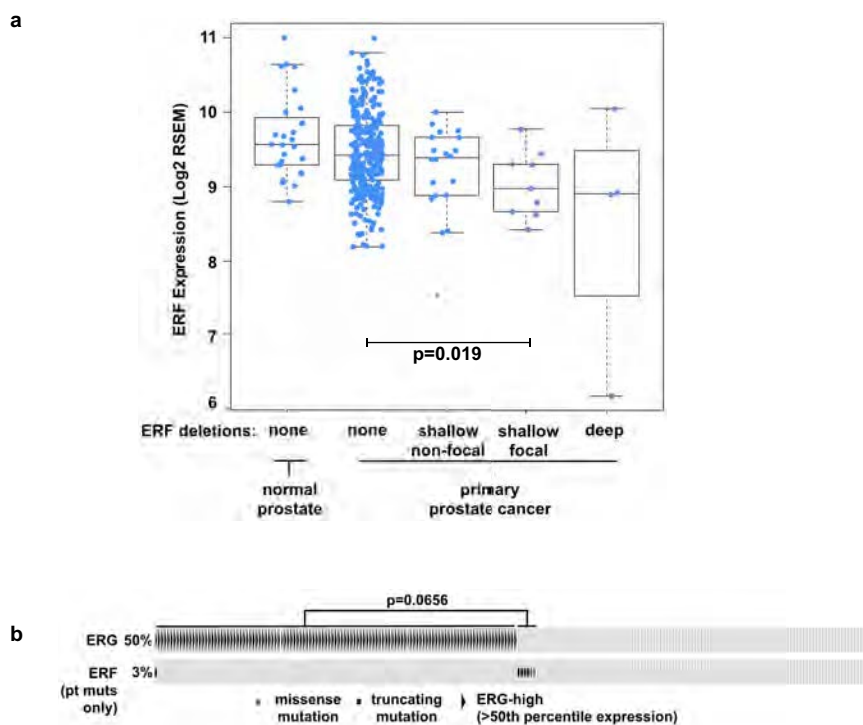 a
ERF Expression (Log2 RSEM)
11
10
9
8
7
6
p=0.019
ERF deletions: none none shallow non-focal shallow focal deep
normal prostate
primary prostate cancer
b
p=0.0656
ERG 50%
ERF 3%
(pt muts only)
missense mutation
truncating mutation
ERG-high (>50th percentile expression)